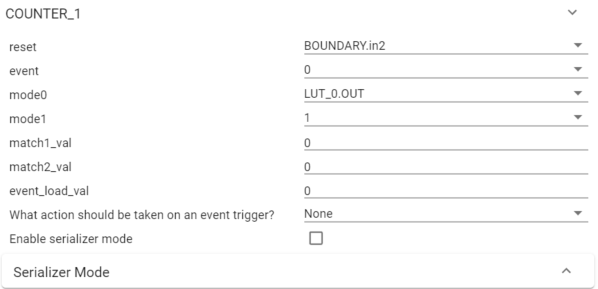 COUNTER_1
reset BOUNDARY.in2
event 0
mode0 LUT_0.OUT
mode1 1
match1_val 0
match2_val 0
event_load_val 0
What action should be taken on an event trigger? None
Enable serializer mode
Serializer Mode